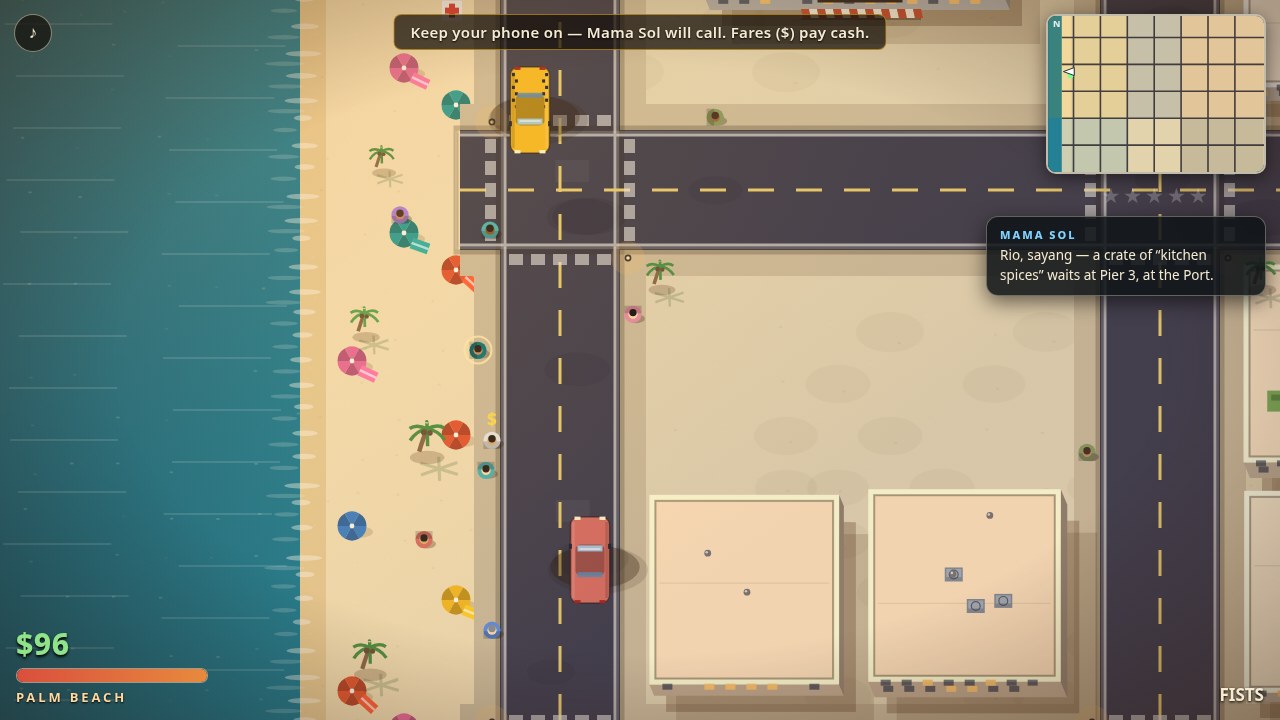 ♪
Keep your phone on — Mama Sol will call. Fares ($) pay cash.
N
★★★★★
MAMA SOL
Rio, sayang — a crate of “kitchen
spices” waits at Pier 3, at the Port.
$
$96
PALM BEACH
FISTS